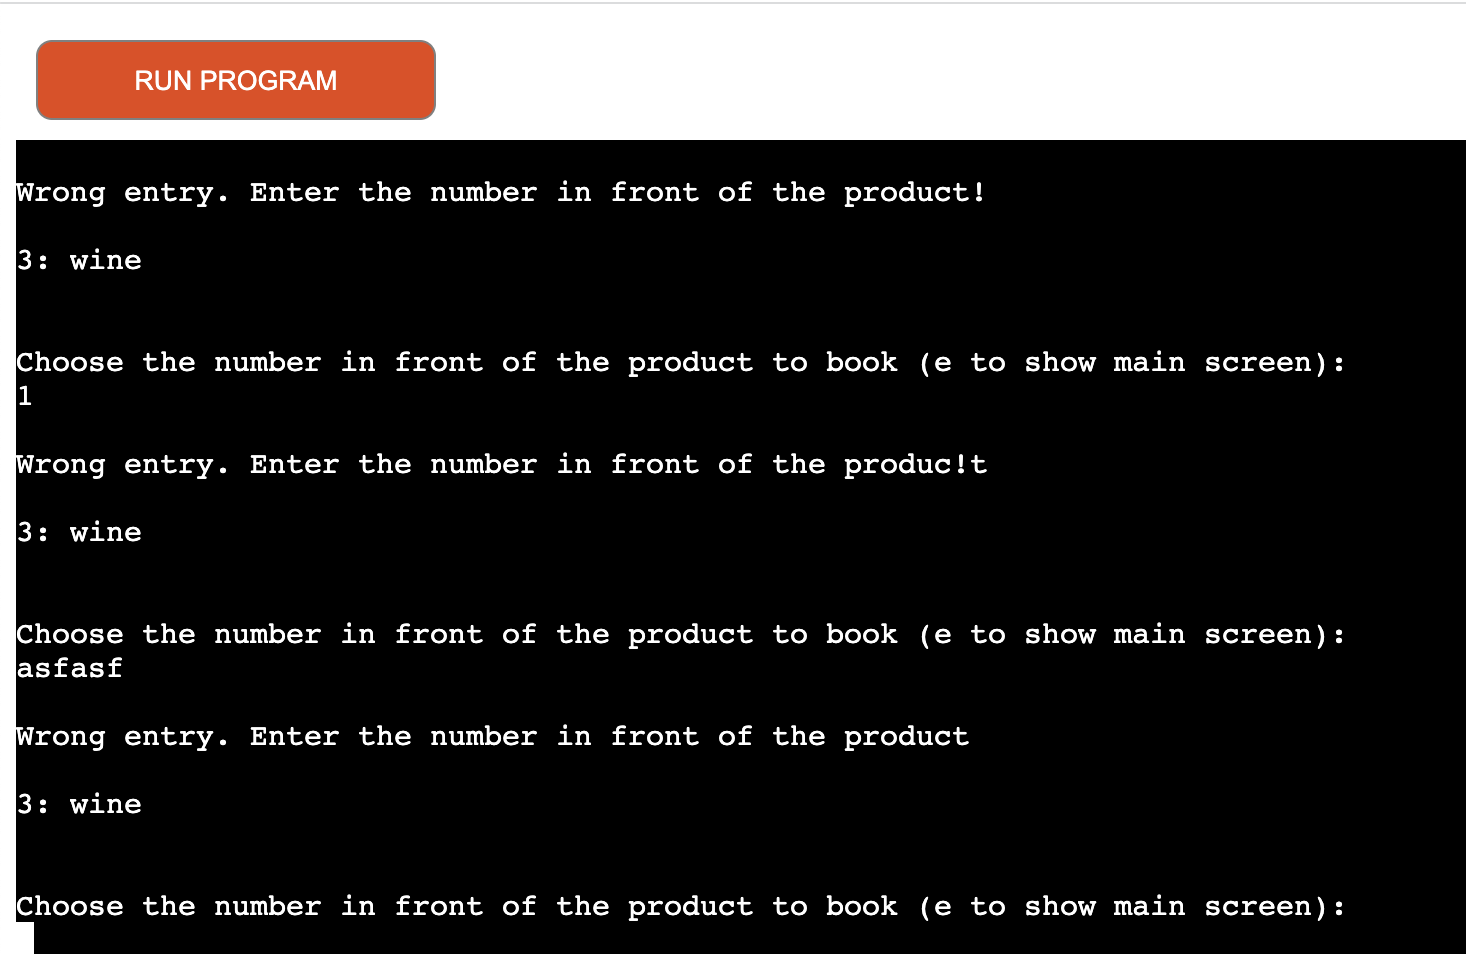 RUN PROGRAM
Wrong entry. Enter the number in front of the product!
3: wine
Choose the number in front of the product to book (e to show main screen):
1
Wrong entry. Enter the number in front of the produc!t
3: wine
Choose the number in front of the product to book (e to show main screen):
asfasf
Wrong entry. Enter the number in front of the product
3: wine
Choose the number in front of the product to book (e to show main screen):